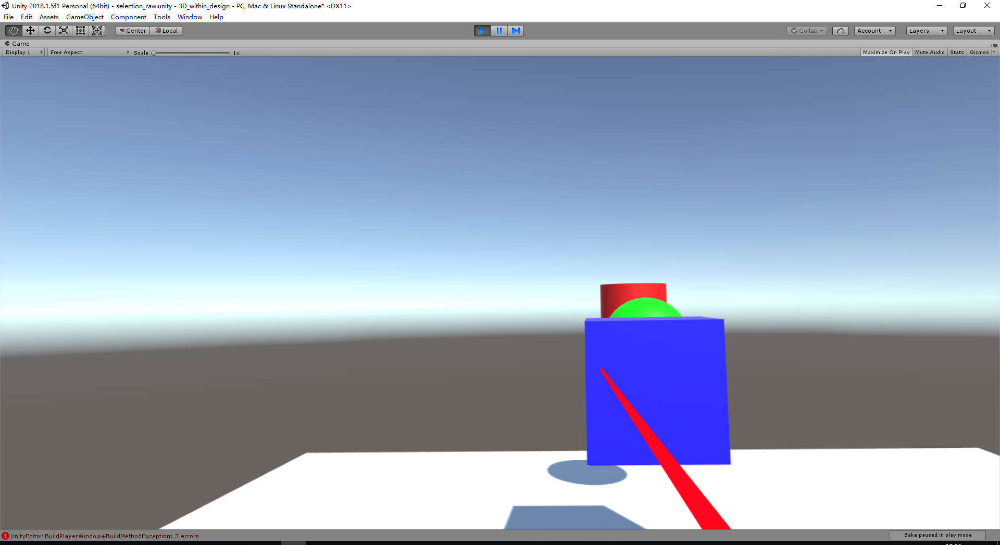 Unity 2018.1.5f1 Personal (64bit) - selection_raw.unity - 3D_within_design - PC, Mac & Linux Standalone* <DX11>
File Edit Assets GameObject Component Tools Window Help
Center Local Collab Account Layers Layout
Game
Display 1 Free Aspect Scale 1x Maximize On Play Mute Audio Stats Gizmos
UnityEditor.BuildPlayerWindow+BuildMethodException: 3 errors Bake paused in play mode